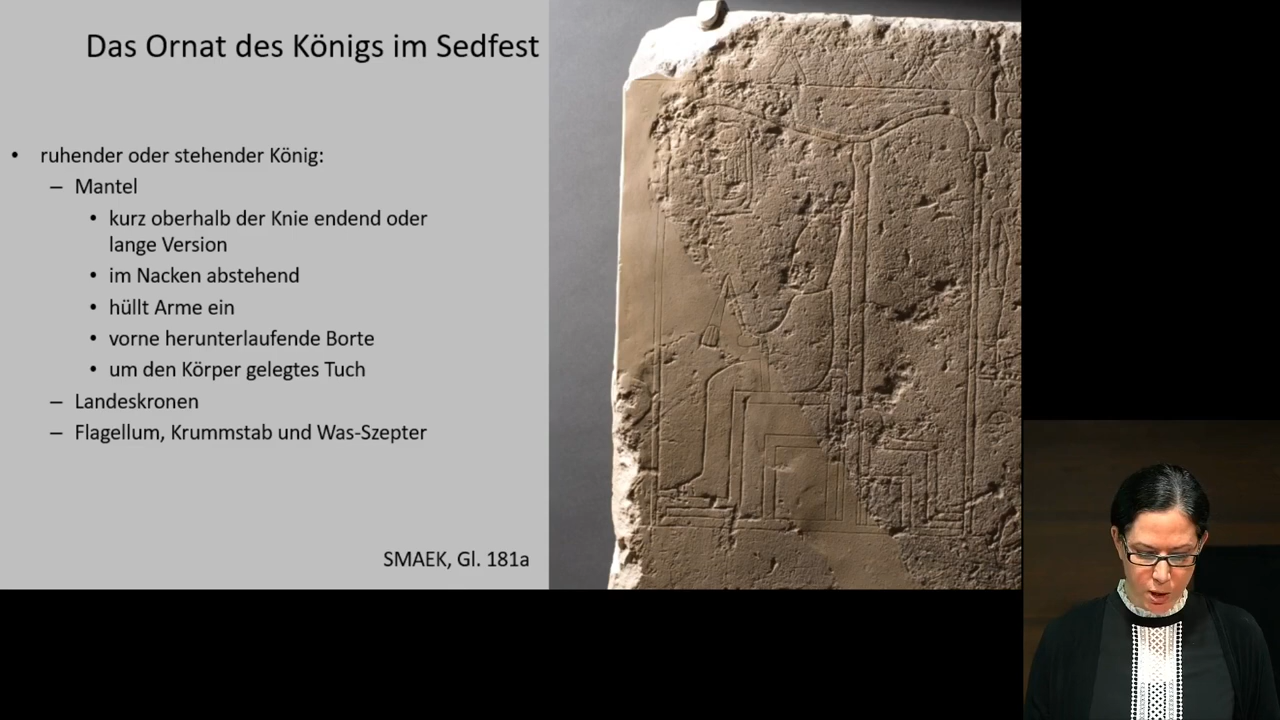 Das Ornat des Königs im Sedfest
• ruhender oder stehender König:
– Mantel
• kurz oberhalb der Knie endend oder
lange Version
• im Nacken abstehend
• hüllt Arme ein
• vorne herunterlaufende Borte
• um den Körper gelegtes Tuch
– Landeskronen
– Flagellum, Krummstab und Was-Szepter
SMAEK, Gl. 181a